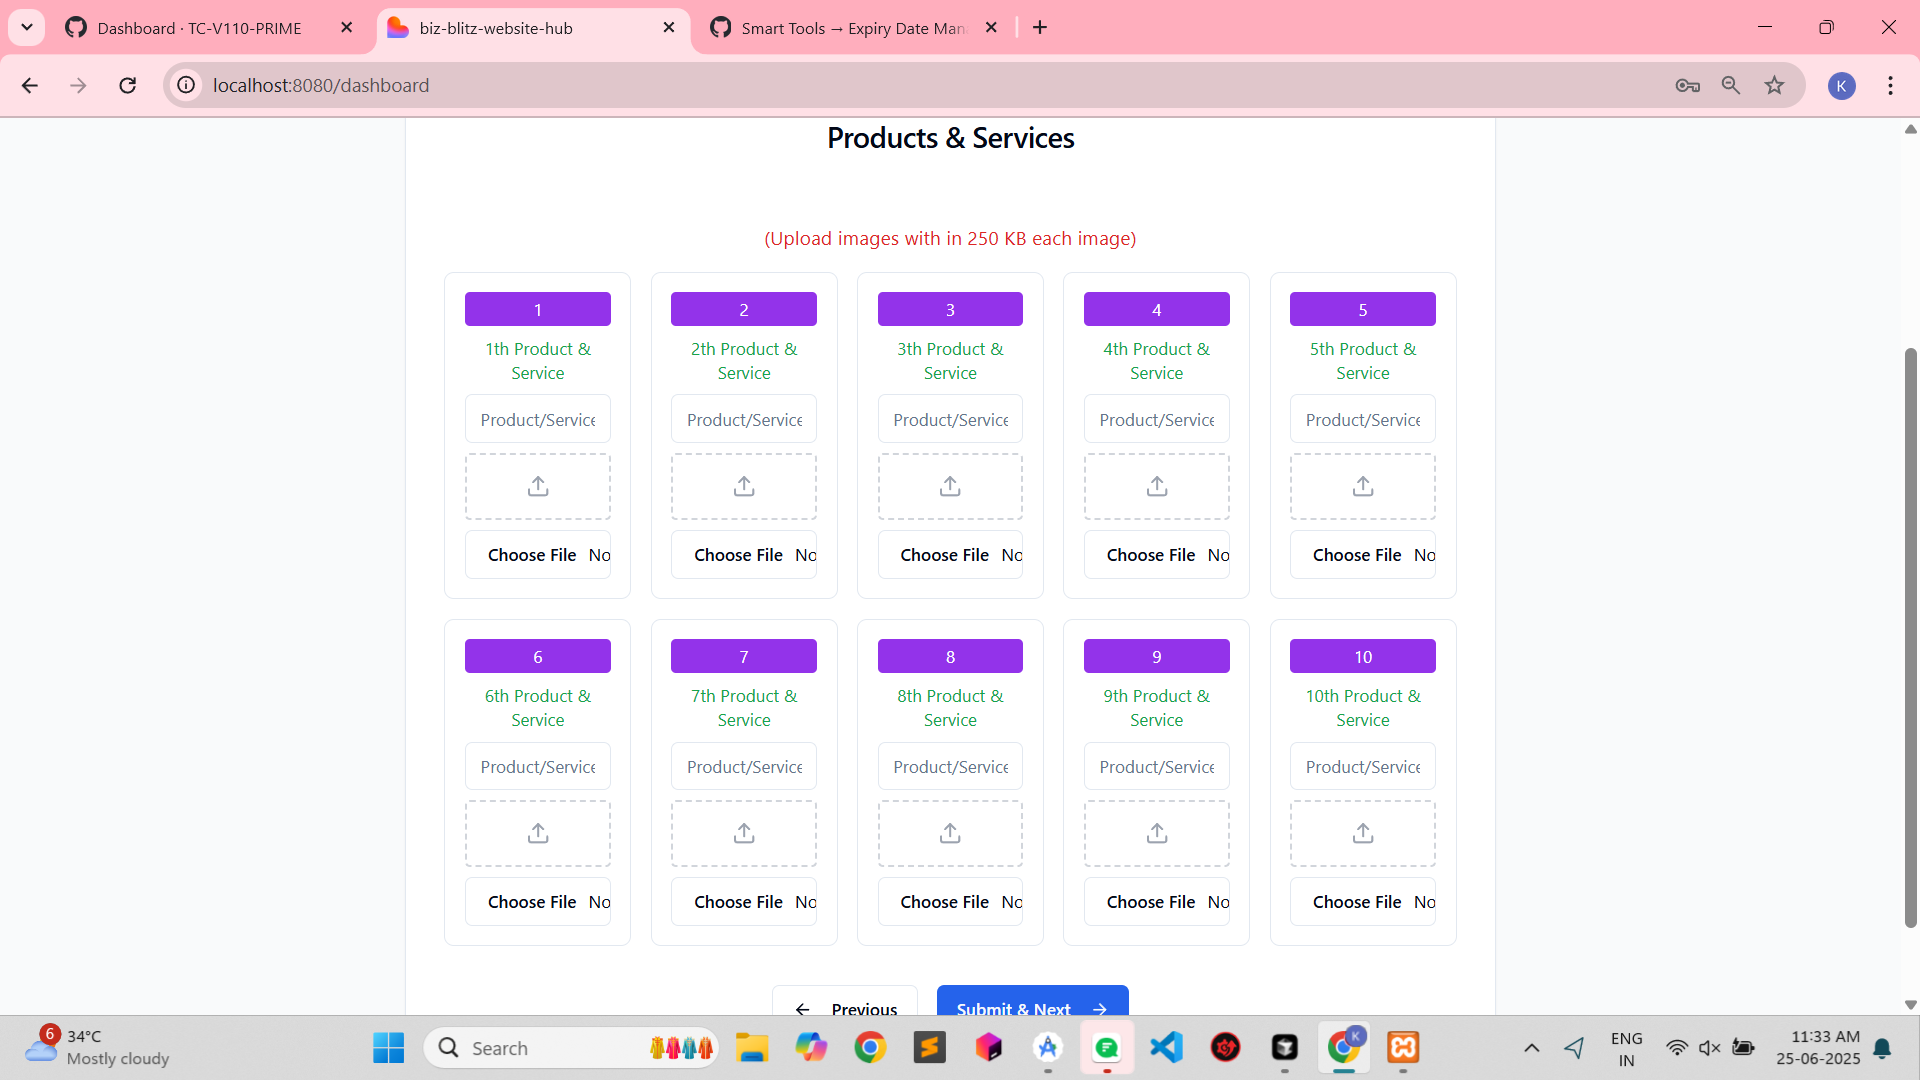 Dashboard · TC-V110-PRIME
biz-blitz-website-hub
Smart Tools → Expiry Date Man
localhost:8080/dashboard
K
Products & Services
(Upload images with in 250 KB each image)
1
2
3
4
5
1th Product & Service
2th Product & Service
3th Product & Service
4th Product & Service
5th Product & Service
Product/Service
Product/Service
Product/Service
Product/Service
Product/Service
Choose File No
Choose File No
Choose File No
Choose File No
Choose File No
6
7
8
9
10
6th Product & Service
7th Product & Service
8th Product & Service
9th Product & Service
10th Product & Service
Product/Service
Product/Service
Product/Service
Product/Service
Product/Service
Choose File No
Choose File No
Choose File No
Choose File No
Choose File No
Previous
Submit & Next
6
34°C
Mostly cloudy
Search
K
ENG
IN
11:33 AM
25-06-2025